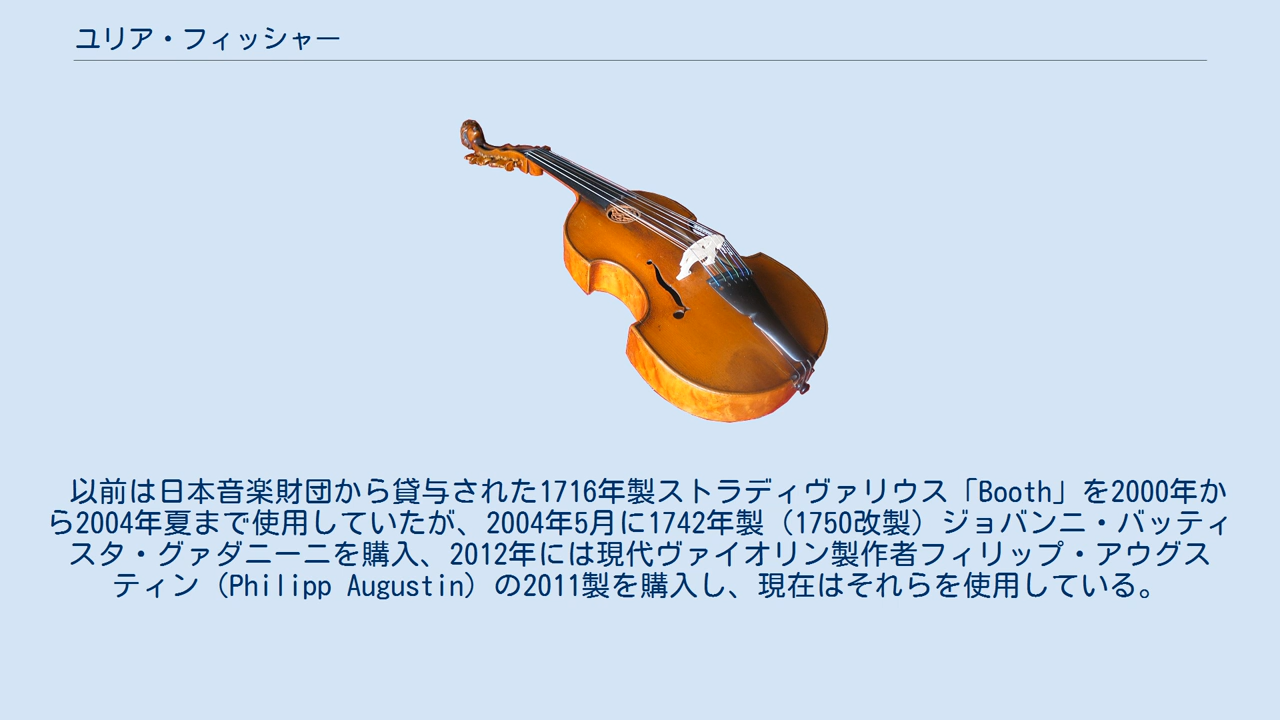 ユリア・フィッシャー
以前は日本音楽財団から貸与された1716年製ストラディヴァリウス「Booth」を2000年か
ら2004年夏まで使用していたが、2004年5月に1742年製（1750改製）ジョバンニ・バッティ
スタ・グァダニーニを購入、2012年には現代ヴァイオリン製作者フィリップ・アウグス
ティン（Philipp Augustin）の2011製を購入し、現在はそれらを使用している。